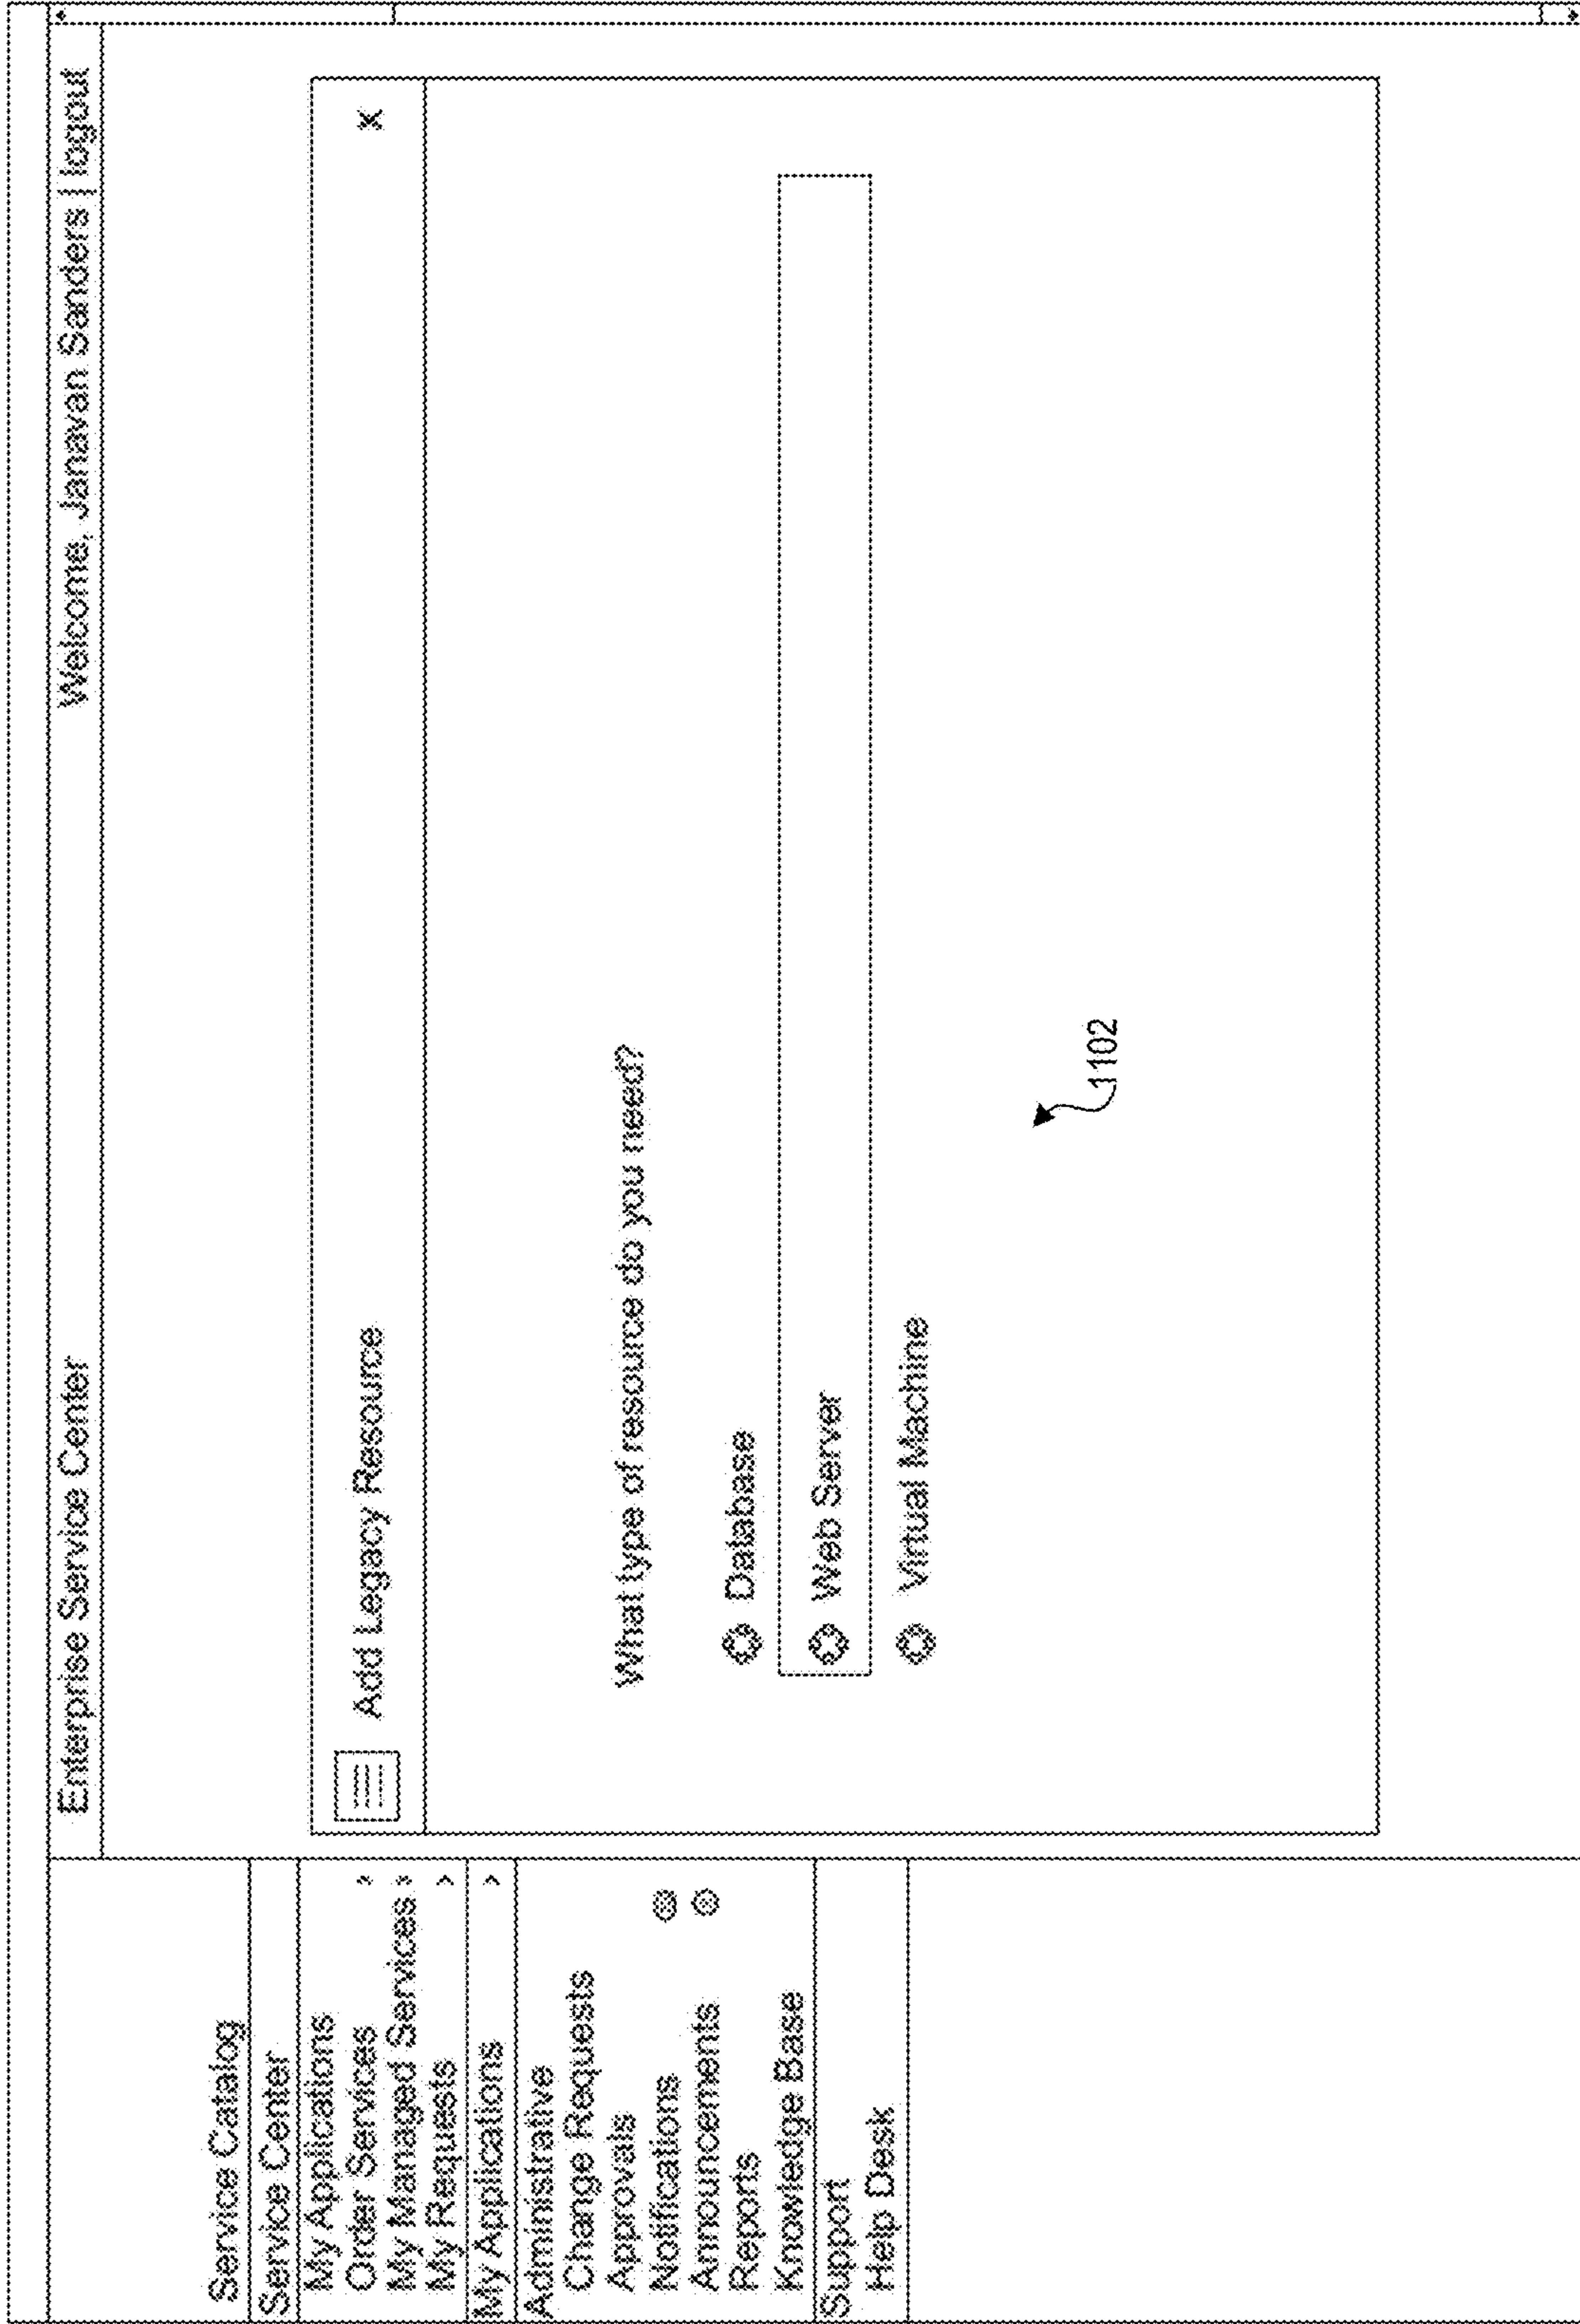 Enterprise Service Center
Welcome, Janavan Sanders | logout
Service Catalog
Service Center
My Applications
Order Services
My Managed Services
My Requests
My Applications
Administrative
Change Requests
Approvals
Notifications
Announcements
Reports
Knowledge Base
Support
Help Desk
Add Legacy Resource
x
What type of resource do you need?
Database
Web Server
Virtual Machine
1102